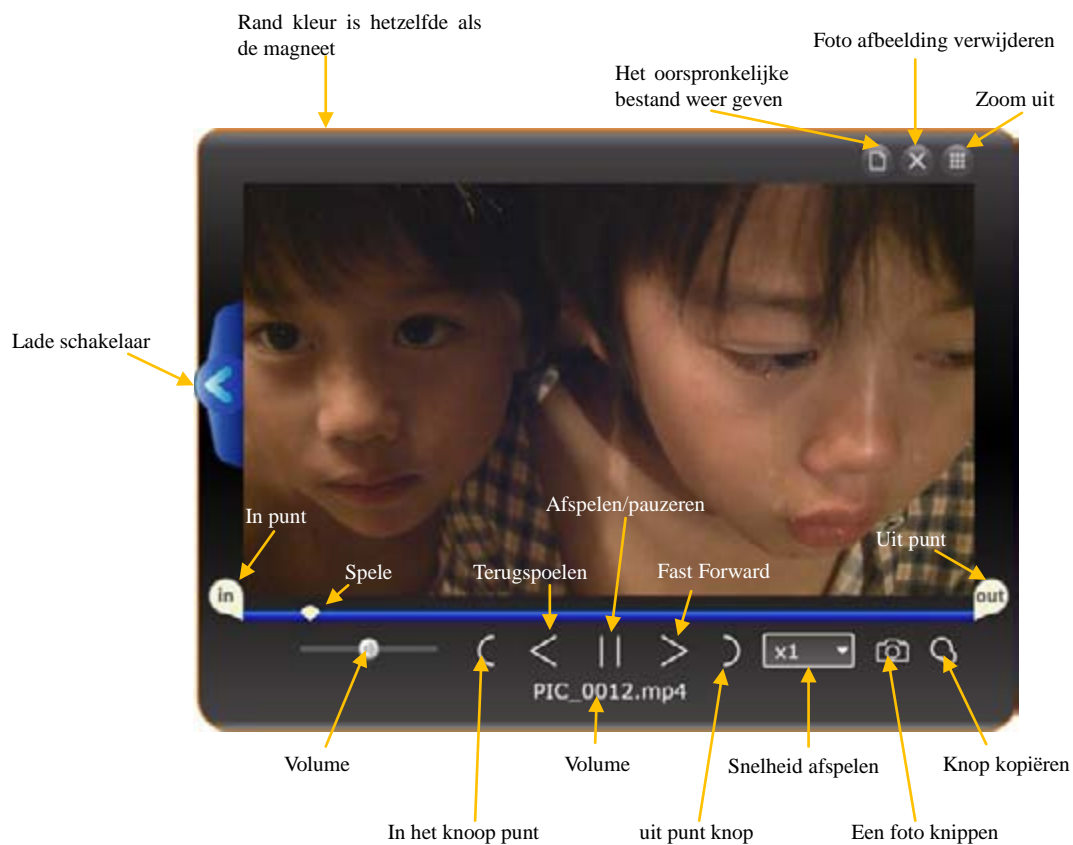 Rand kleur is hetzelfde als
de magneet
Foto afbeelding verwijderen
Het oorspronkelijke
bestand weer geven
Zoom uit
Lade schakelaar
In punt
Afspelen/pauzeren
Uit punt
Spele
Terugspoelen
Fast Forward
in
out
x1
PIC_0012.mp4
Volume
Volume
Snelheid afspelen
Knop kopiëren
In het knoop punt
uit punt knop
Een foto knippen